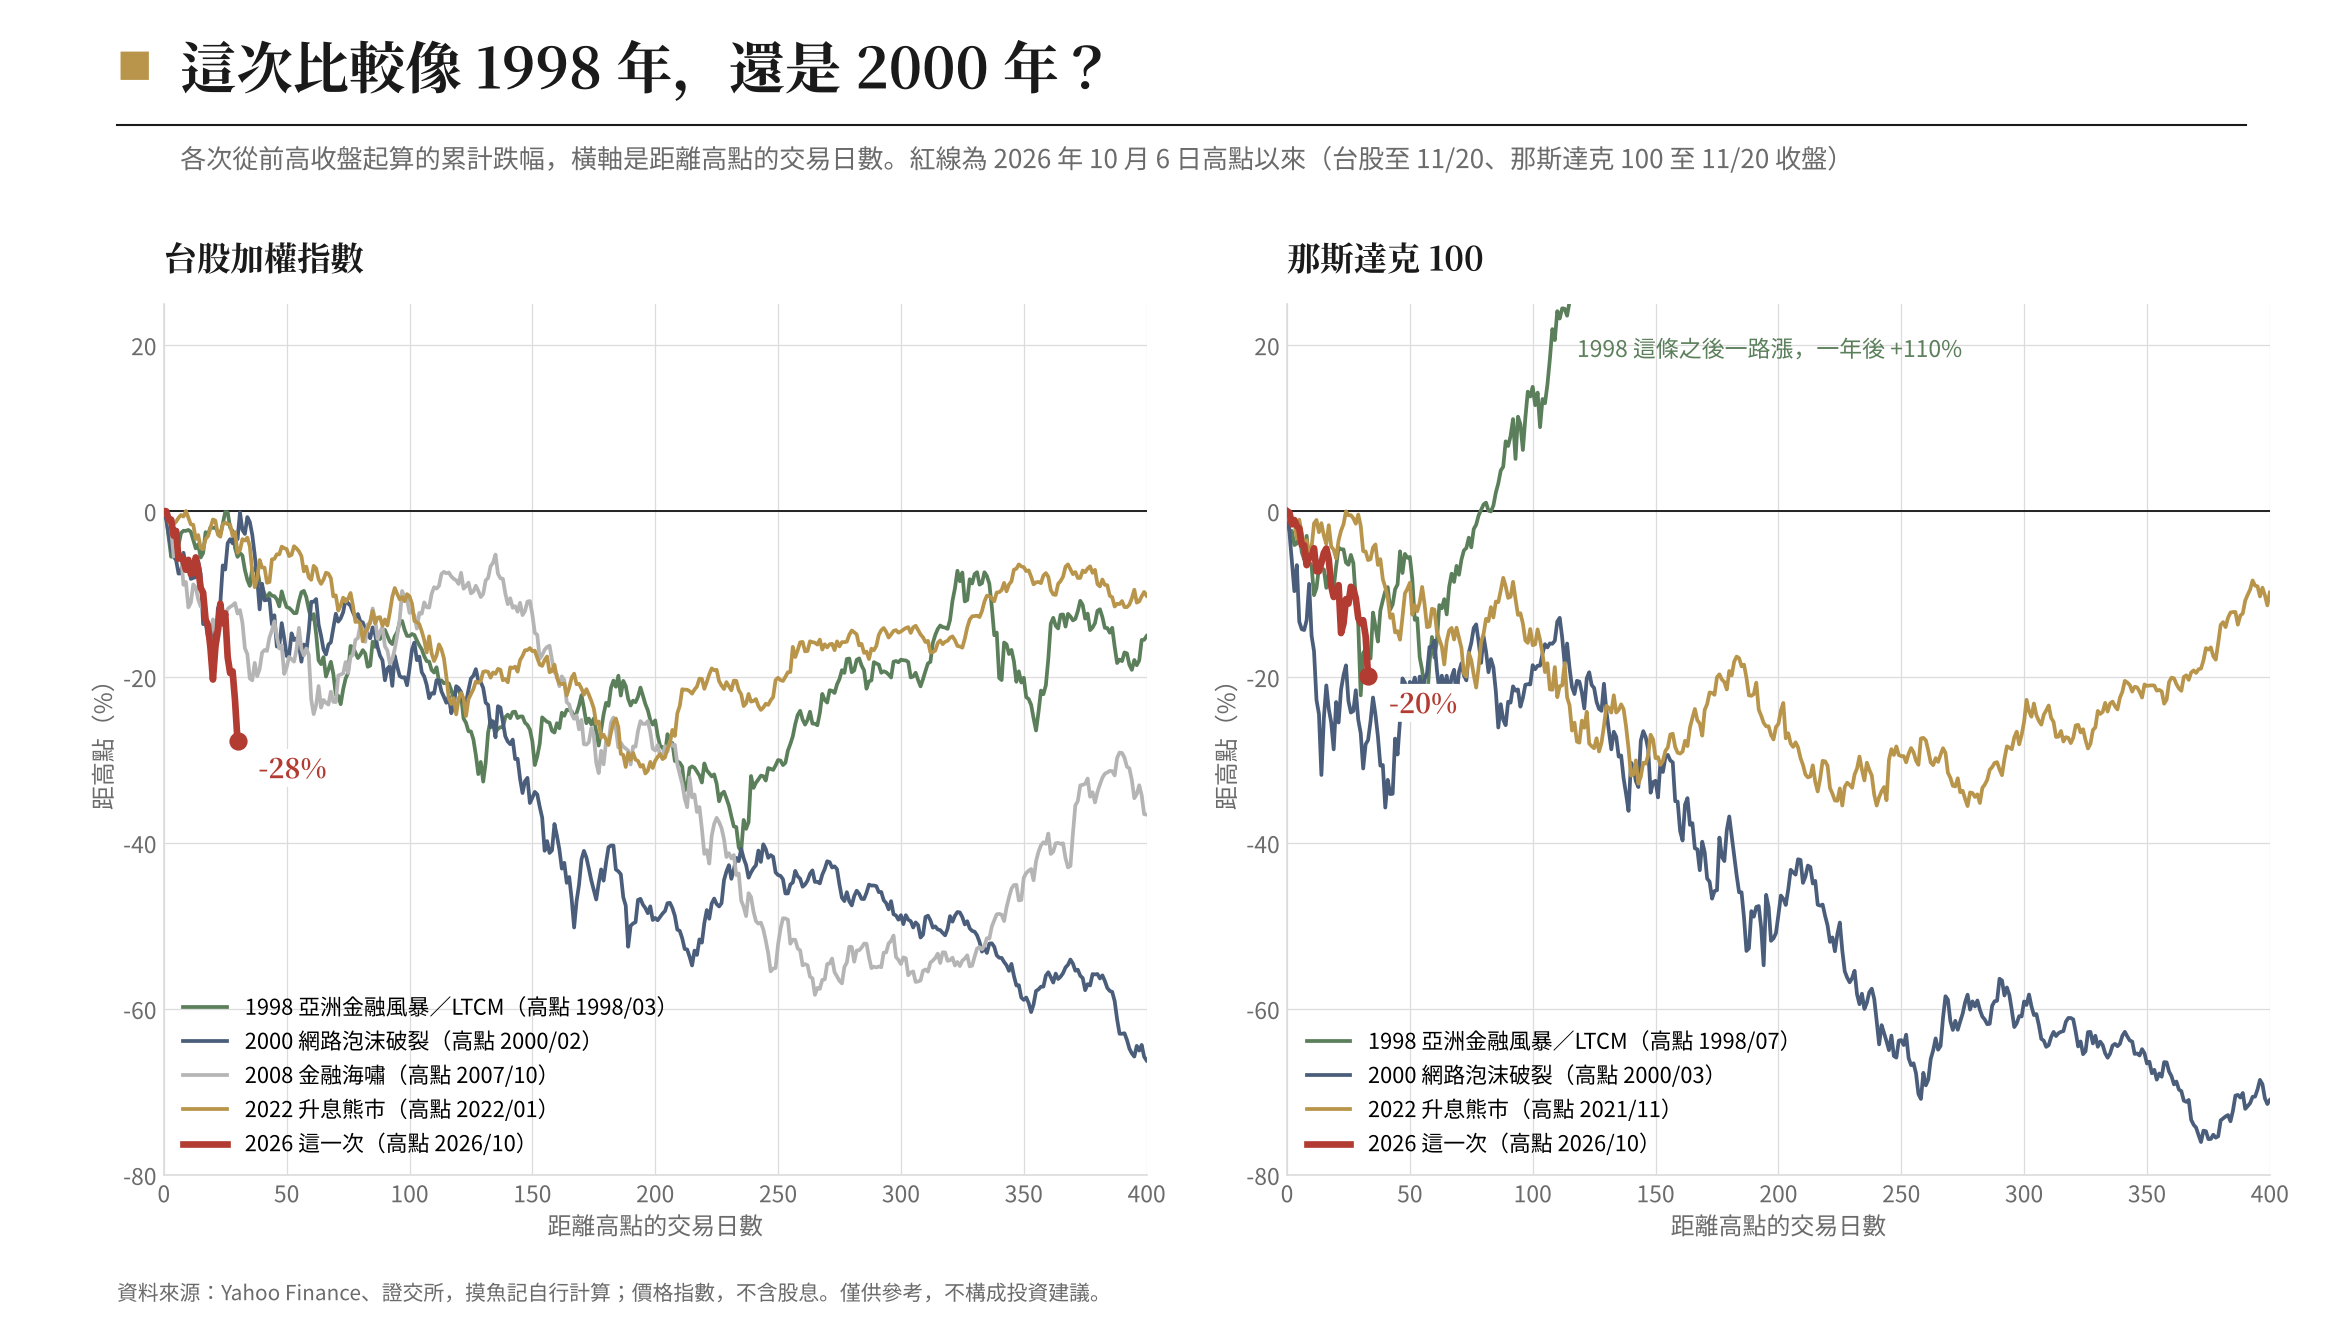 這次比較像 1998 年，還是 2000 年？
各次從前高收盤起算的累計跌幅，橫軸是距離高點的交易日數。紅線為 2026 年 10 月 6 日高點以來（台股至 11/20、那斯達克 100 至 11/20 收盤）
台股加權指數
20
0
-20
-40
-60
-80
距高點（%）
-28%
1998 亞洲金融風暴／LTCM（高點 1998/03）
2000 網路泡沫破裂（高點 2000/02）
2008 金融海嘯（高點 2007/10）
2022 升息熊市（高點 2022/01）
2026 這一次（高點 2026/10）
0 50 100 150 200 250 300 350 400
距離高點的交易日數
那斯達克 100
20
0
-20
-40
-60
-80
距高點（%）
1998 這條之後一路漲，一年後 +110%
-20%
1998 亞洲金融風暴／LTCM（高點 1998/07）
2000 網路泡沫破裂（高點 2000/03）
2022 升息熊市（高點 2021/11）
2026 這一次（高點 2026/10）
0 50 100 150 200 250 300 350 400
距離高點的交易日數
資料來源：Yahoo Finance、證交所，摸魚記自行計算；價格指數，不含股息。僅供參考，不構成投資建議。